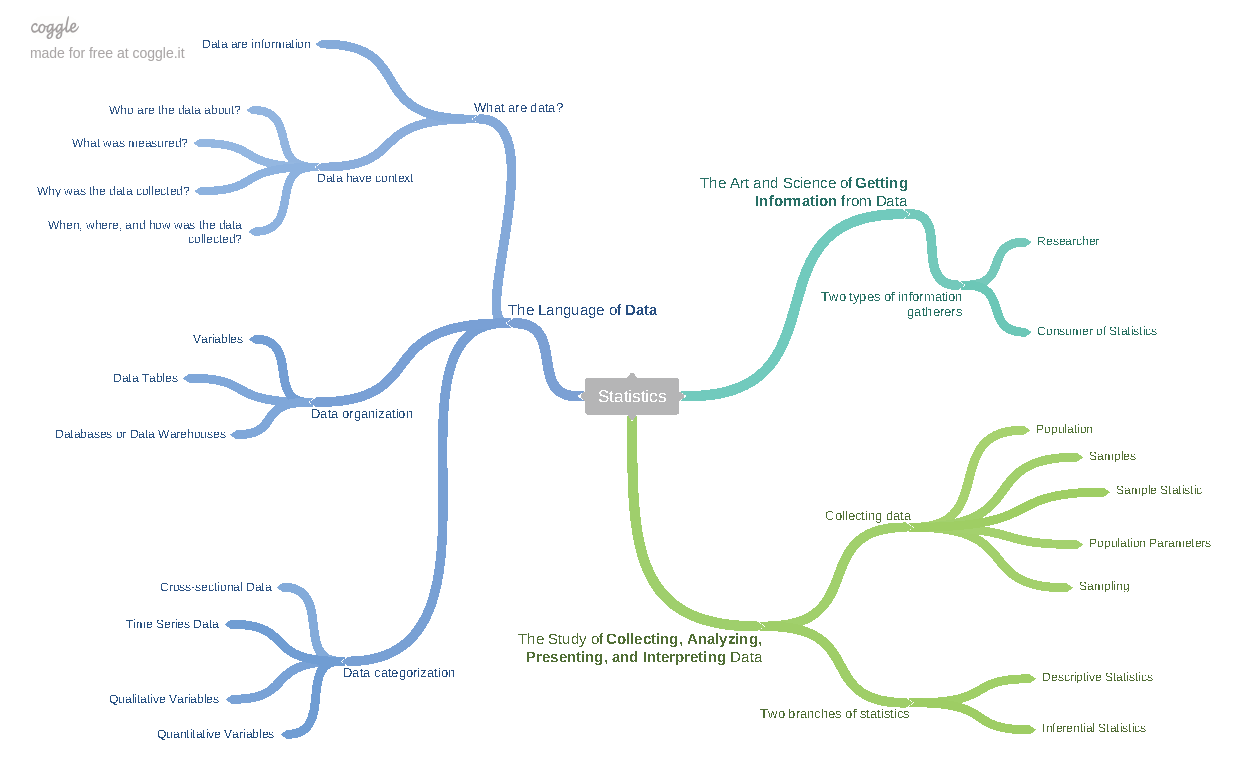 coggle
made for free at coggle.it
Data are information
What are data?
Who are the data about?
What was measured?
Data have context
Why was the data collected?
When, where, and how was the data
collected?
The Language of Data
Variables
Data Tables
Data organization
Databases or Data Warehouses
Cross-sectional Data
Time Series Data
Data categorization
Qualitative Variables
Quantitative Variables
Statistics
The Art and Science of Getting
Information from Data
Researcher
Two types of information
gatherers
Consumer of Statistics
Population
Samples
Sample Statistic
Collecting data
Population Parameters
Sampling
The Study of Collecting, Analyzing,
Presenting, and Interpreting Data
Descriptive Statistics
Two branches of statistics
Inferential Statistics